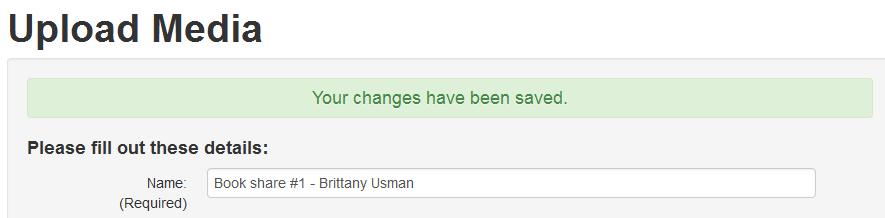 Upload Media
Your changes have been saved.
Please fill out these details:
Name: Book share #1 - Brittany Usman
(Required)